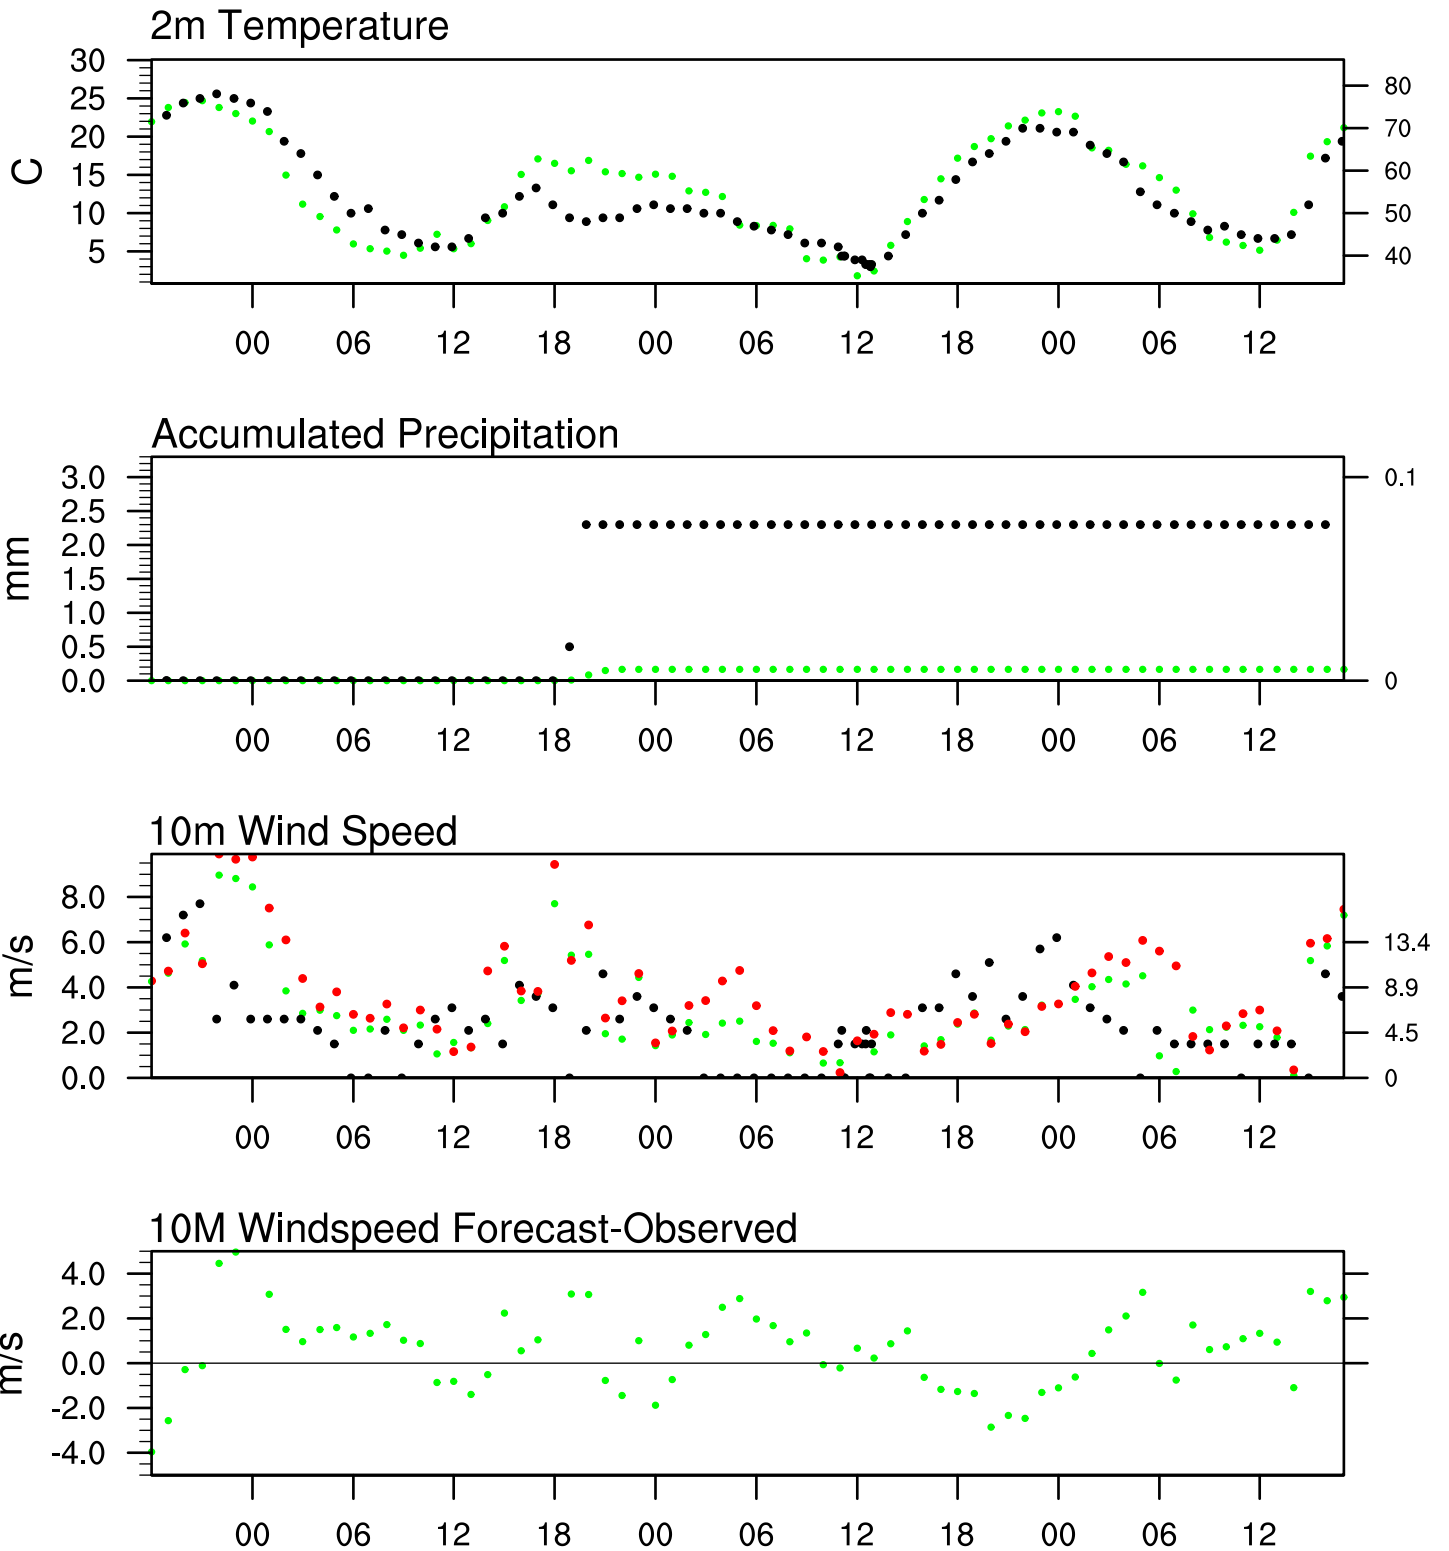 2m Temperature
30
25
20
15
10
5
C
80
70
60
50
40
00 06 12 18 00 06 12 18 00 06 12
Accumulated Precipitation
3.0
2.5
2.0
1.5
1.0
0.5
0.0
mm
0.1
0
00 06 12 18 00 06 12 18 00 06 12
10m Wind Speed
8.0
6.0
4.0
2.0
0.0
m/s
13.4
8.9
4.5
0
00 06 12 18 00 06 12 18 00 06 12
10M Windspeed Forecast-Observed
4.0
2.0
0.0
-2.0
-4.0
m/s
00 06 12 18 00 06 12 18 00 06 12